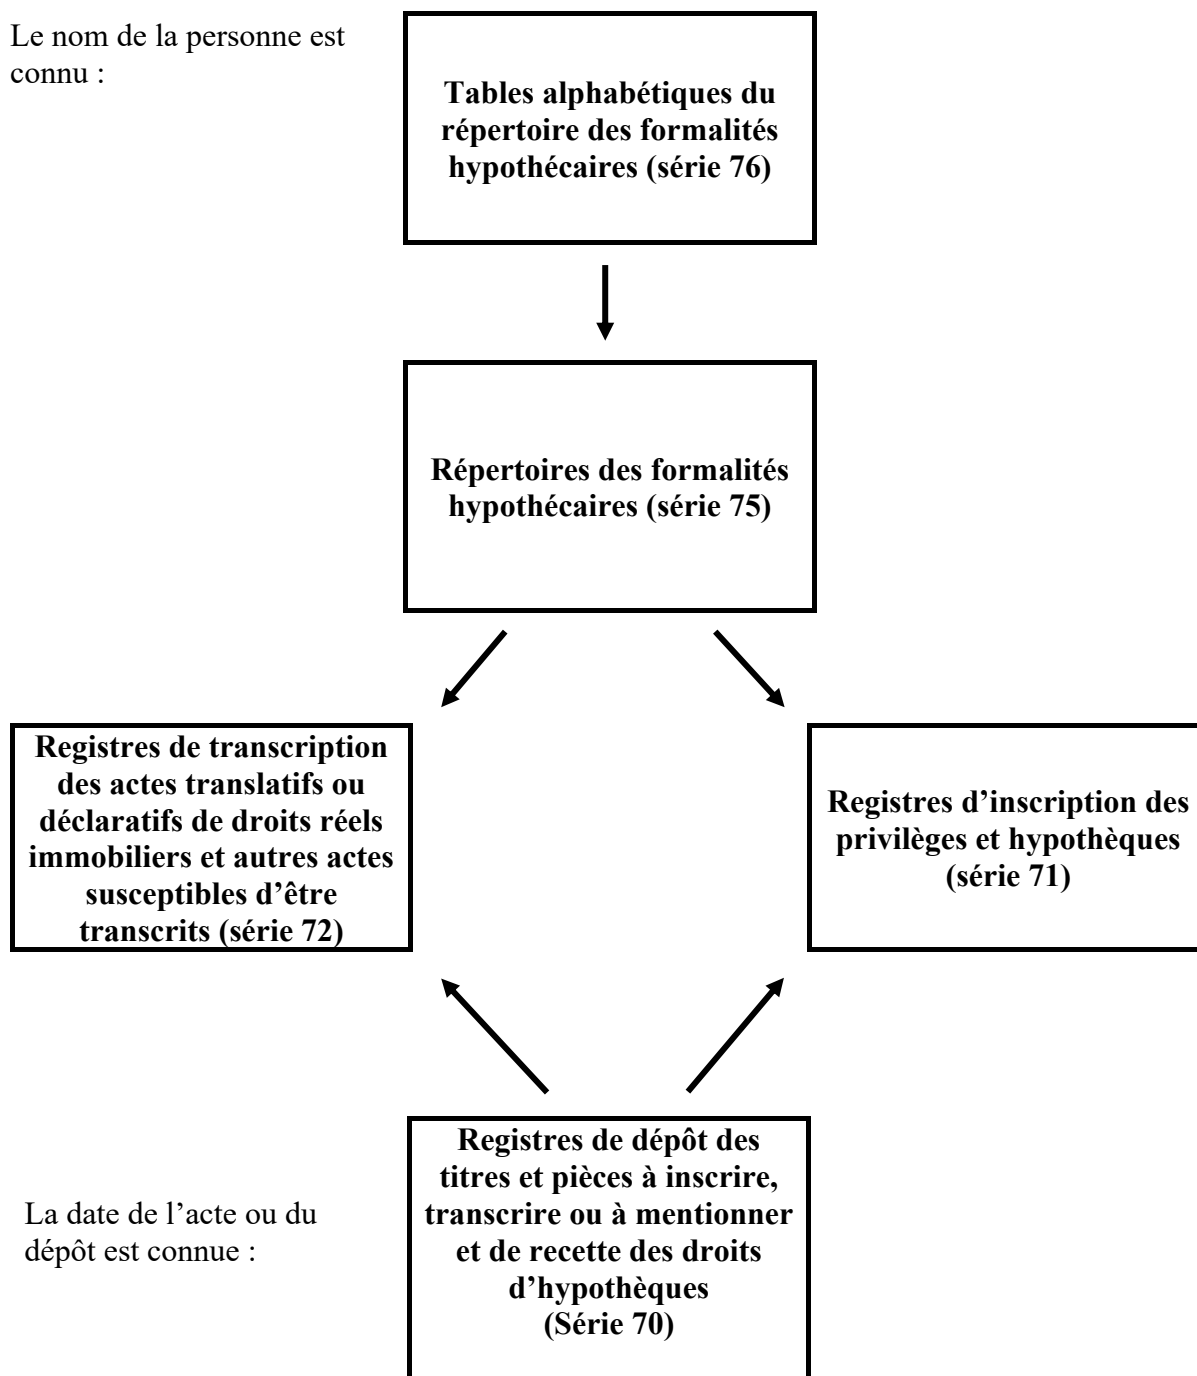 Le nom de la personne est
connu :
Tables alphabétiques du
répertoire des formalités
hypothécaires (série 76)
Répertoires des formalités
hypothécaires (série 75)
Registres de transcription
des actes translatifs ou
déclaratifs de droits réels
immobiliers et autres actes
susceptibles d’être
transcrits (série 72)
Registres d’inscription des
privilèges et hypothèques
(série 71)
Registres de dépôt des
titres et pièces à inscrire,
transcrire ou à mentionner
et de recette des droits
d’hypothèques
(Série 70)
La date de l’acte ou du
dépôt est connue :